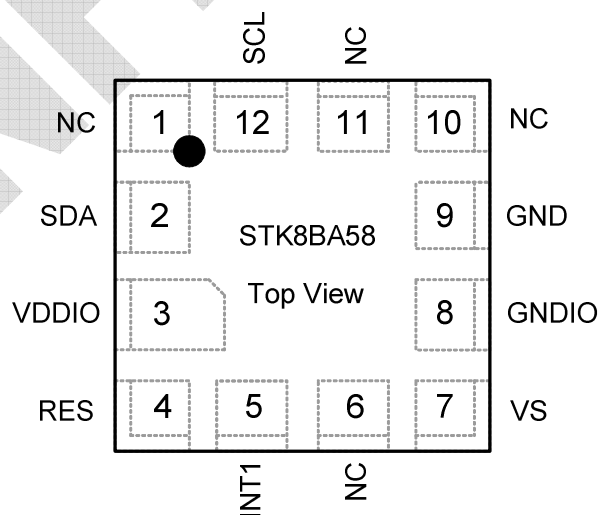 SCL
NC
NC
1
12
11
10
NC
SDA
2
STK8BA58
9
GND
Top View
VDDIO
3
8
GNDIO
RES
4
5
6
7
VS
INT1
NC